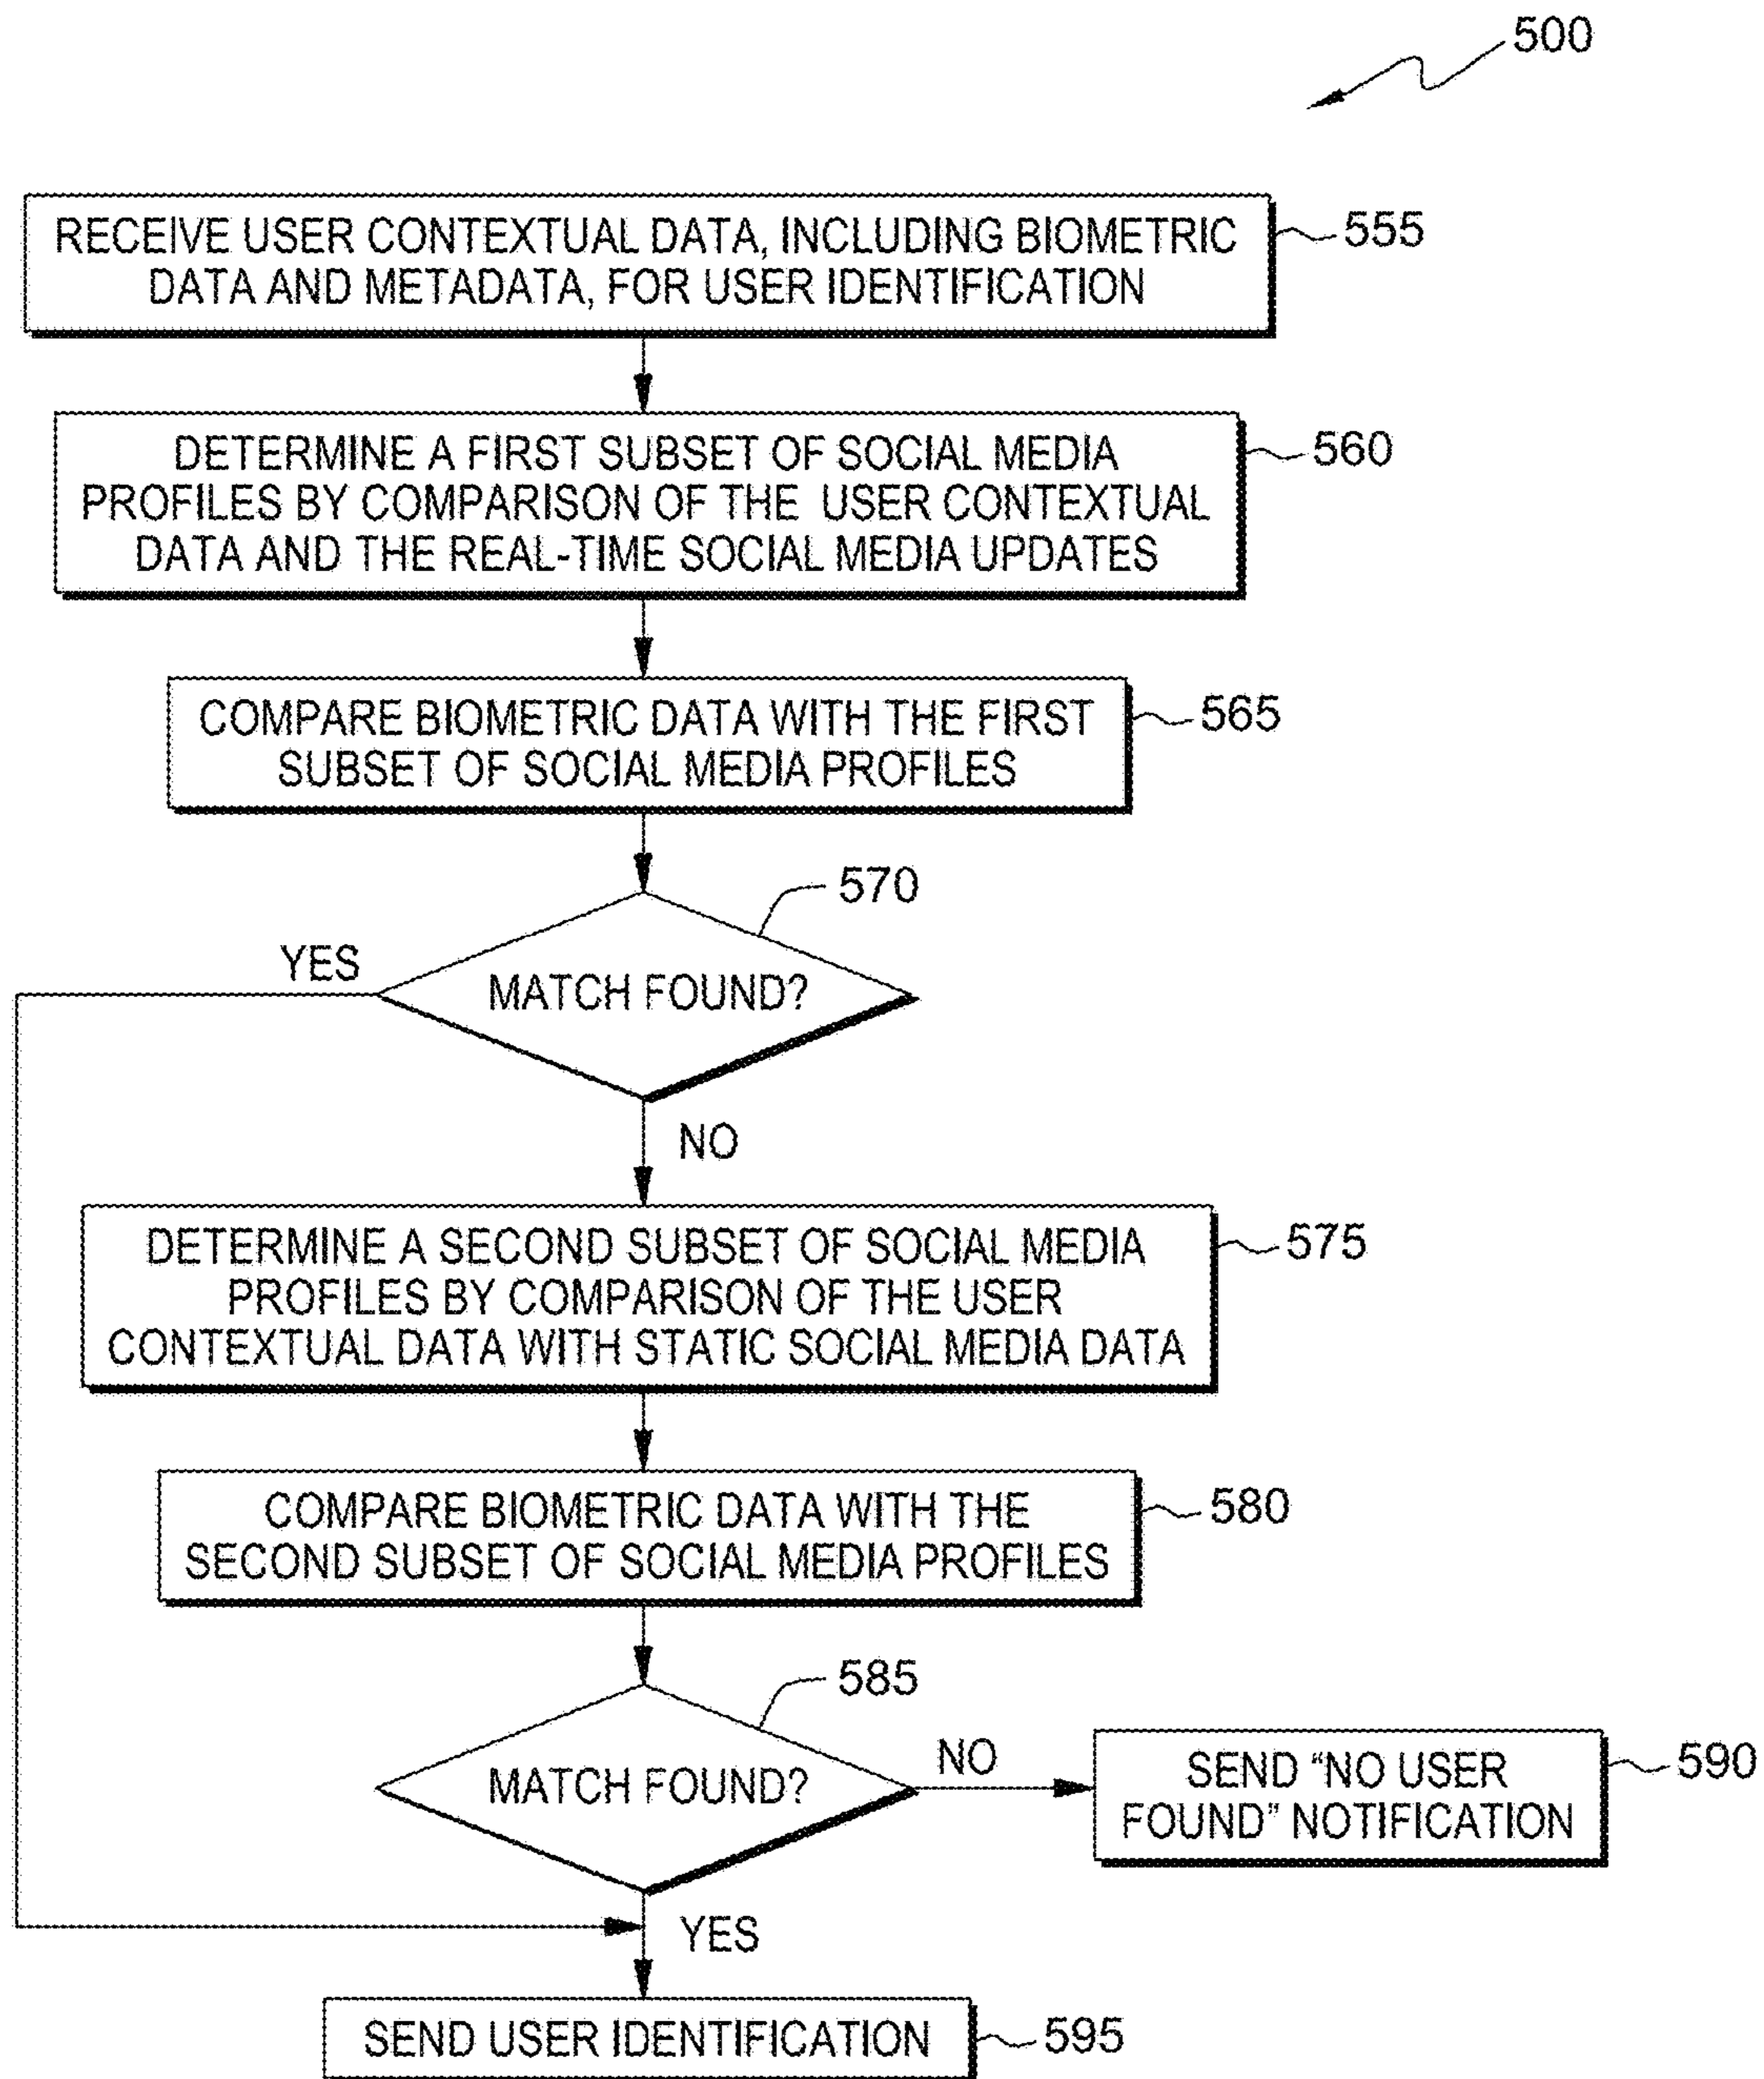 500
RECEIVE USER CONTEXTUAL DATA, INCLUDING BIOMETRIC
DATA AND METADATA, FOR USER IDENTIFICATION
555
DETERMINE A FIRST SUBSET OF SOCIAL MEDIA
PROFILES BY COMPARISON OF THE USER CONTEXTUAL
DATA AND THE REAL-TIME SOCIAL MEDIA UPDATES
560
COMPARE BIOMETRIC DATA WITH THE FIRST
SUBSET OF SOCIAL MEDIA PROFILES
565
570
YES
MATCH FOUND?
NO
DETERMINE A SECOND SUBSET OF SOCIAL MEDIA
PROFILES BY COMPARISON OF THE USER
CONTEXTUAL DATA WITH STATIC SOCIAL MEDIA DATA
575
COMPARE BIOMETRIC DATA WITH THE
SECOND SUBSET OF SOCIAL MEDIA PROFILES
580
585
MATCH FOUND?
NO
SEND “NO USER
FOUND” NOTIFICATION
590
YES
SEND USER IDENTIFICATION
595